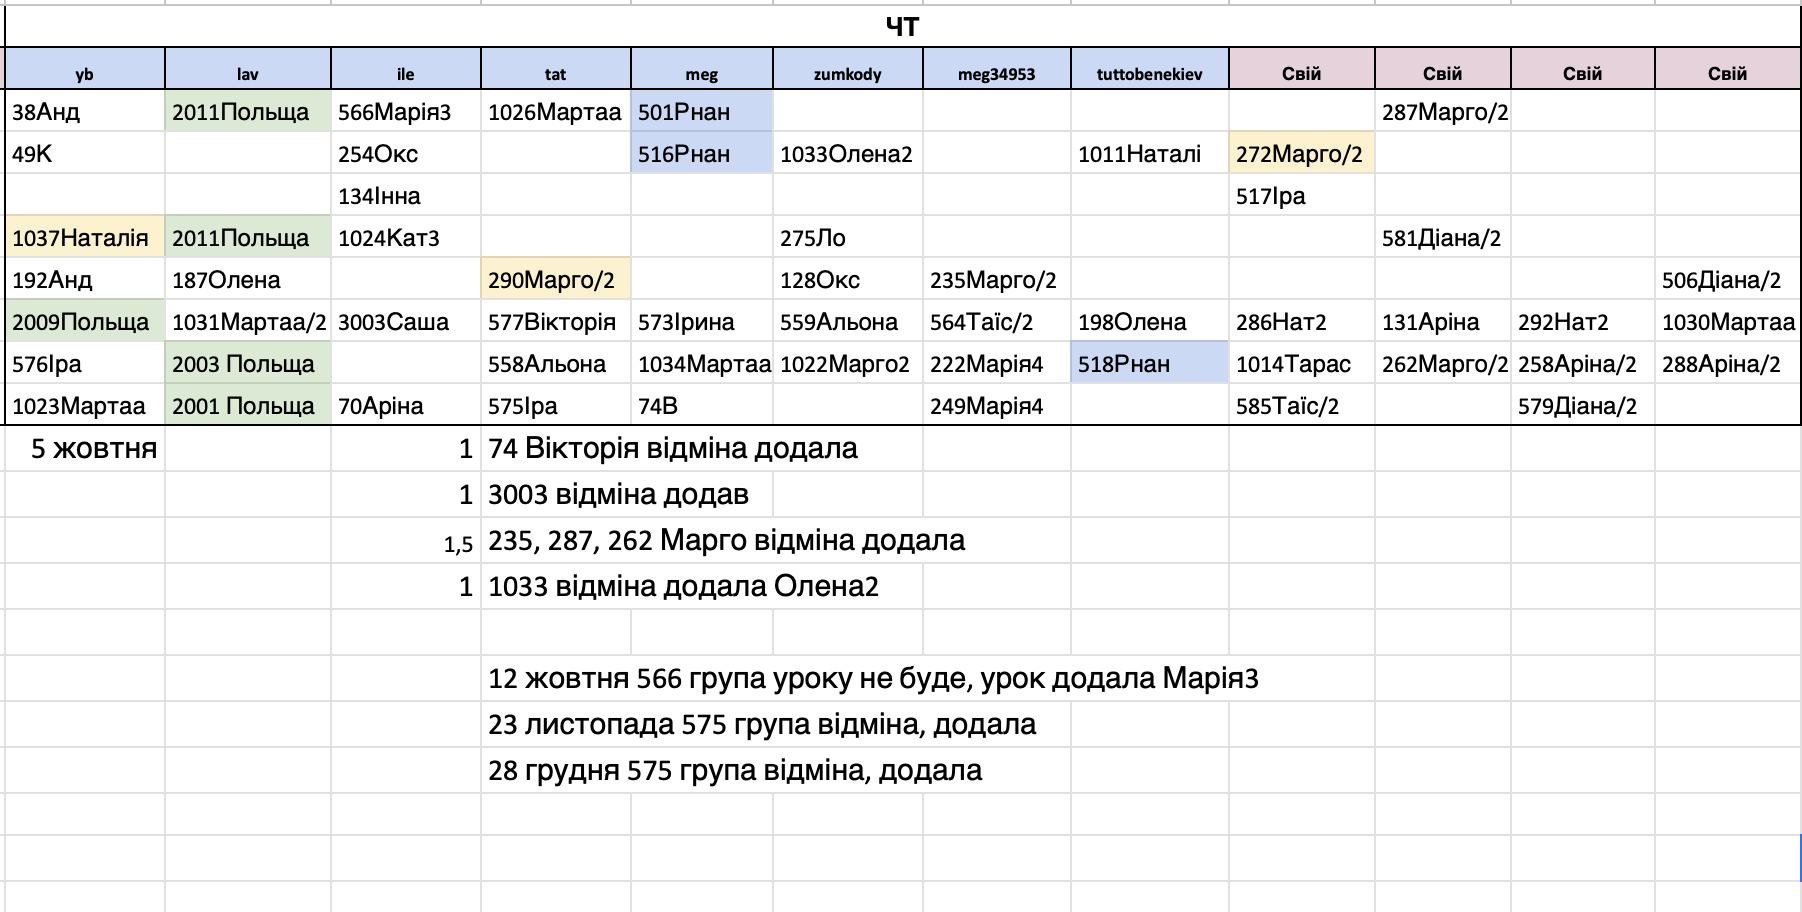 ЧТ
yb lav ile tat meg zumkody meg34953 tuttobenekiev Свій Свій Свій Свій
38Анд 2011Польща 566Марія3 1026Мартаа 501Рнан 287Марго/2
49К 254Окс 516Рнан 1033Олена2 1011Наталі 272Марго/2
134Інна 517Іра
1037Наталія 2011Польща 1024Кат3 275Ло 581Діана/2
192Анд 187Олена 290Марго/2 128Окс 235Марго/2 506Діана/2
2009Польща 1031Мартаа/2 3003Саша 577Вікторія 573Ірина 559Альона 564Таїс/2 198Олена 286Нат2 131Аріна 292Нат2 1030Мартаа
576Іра 2003 Польща 558Альона 1034Мартаа 1022Марго2 222Марія4 518Рнан 1014Тарас 262Марго/2 258Аріна/2 288Аріна/2
1023Мартаа 2001 Польща 70Аріна 575Іра 74В 249Марія4 585Таїс/2 579Діана/2
5 жовтня 1 74 Вікторія відміна додала
1 3003 відміна додав
1,5 235, 287, 262 Марго відміна додала
1 1033 відміна додала Олена2
12 жовтня 566 група уроку не буде, урок додала Марія3
23 листопада 575 група відміна, додала
28 грудня 575 група відміна, додала